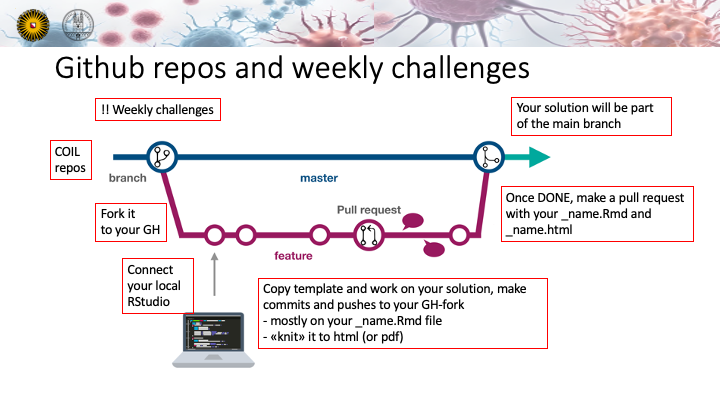 Github repos and weekly challenges
!! Weekly challenges
Your solution will be part
of the main branch
COIL
repos
branch
master
Once DONE, make a pull request
with your _name.Rmd and
_name.html
Fork it
to your GH
Pull request
feature
Connect
your local
RStudio
Copy template and work on your solution, make
commits and pushes to your GH-fork
- mostly on your _name.Rmd file
- «knit» it to html (or pdf)